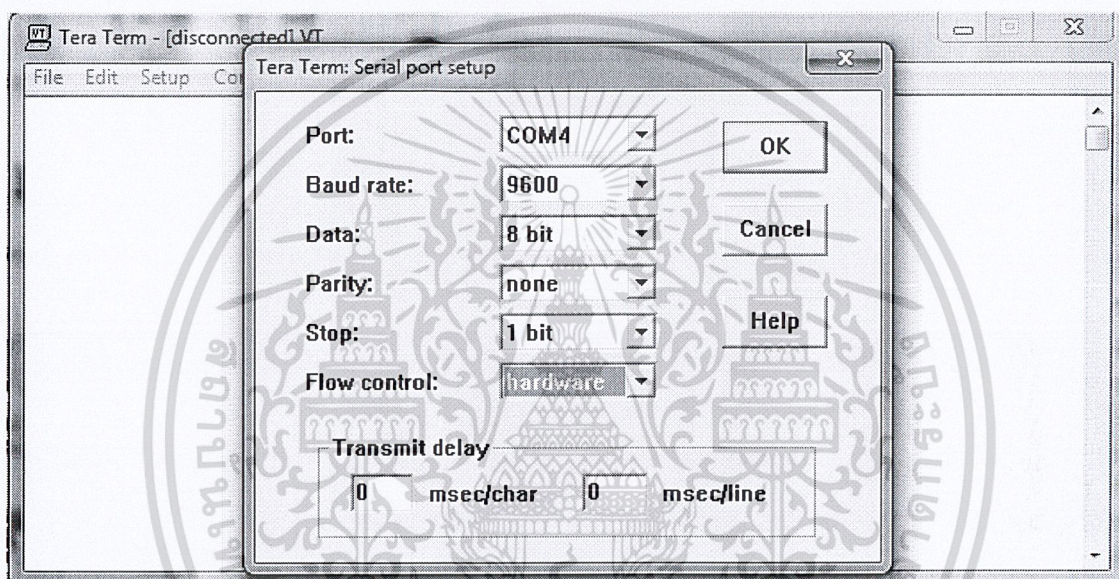 Tera Term - [disconnected] VT
File Edit Setup
Tera Term: Serial port setup
Port: COM4
Baud rate: 9600
Data: 8 bit
Parity: none
Stop: 1 bit
Flow control: hardware
OK
Cancel
Help
Transmit delay
0 msec/char 0 msec/line